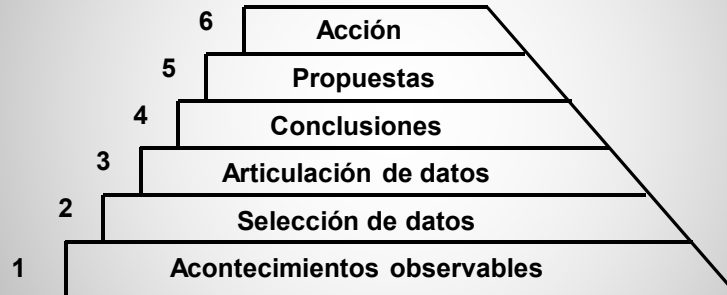 6 Acción
5 Propuestas
4 Conclusiones
3 Articulación de datos
2 Selección de datos
1 Acontecimientos observables